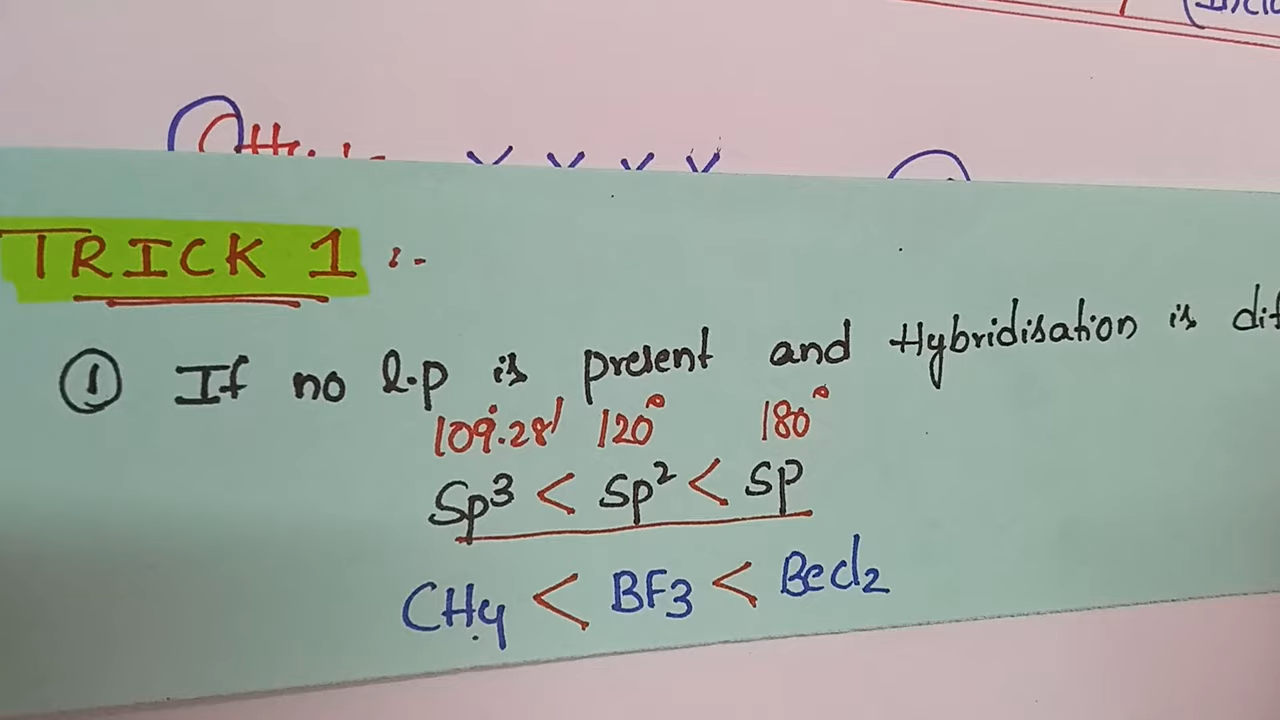 TRICK 1 :-
① If no l.p is present and Hybridisation is
109°.28' 120° 180°
Sp³ < Sp² < SP
CH4 < BF3 < Becl2